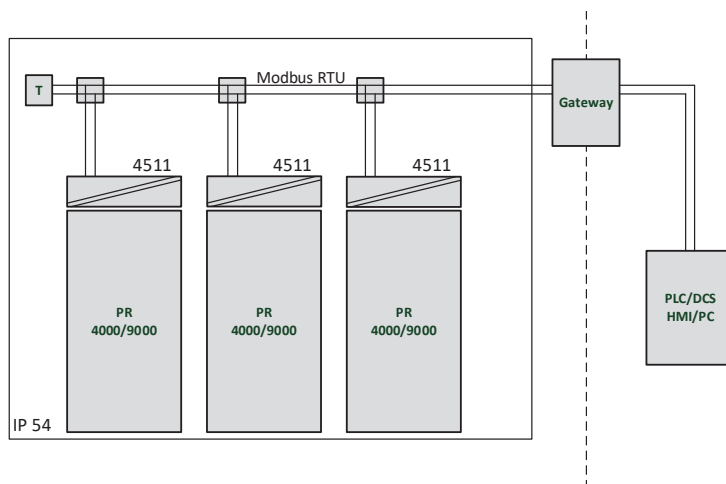 Modbus RTU
T
Gateway
4511
4511
4511
PR
4000/9000
PR
4000/9000
PR
4000/9000
PLC/DCS
HMI/PC
IP 54